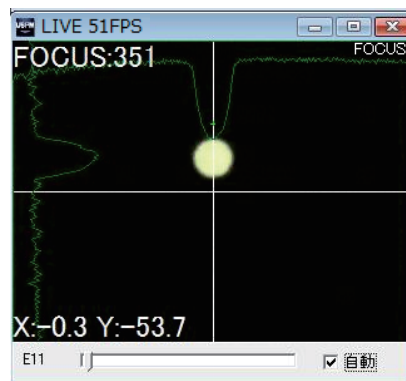 LIVE 51FPS
FOCUS:351
FOCUS
X:-0.3 Y:-53.7
E11
自動